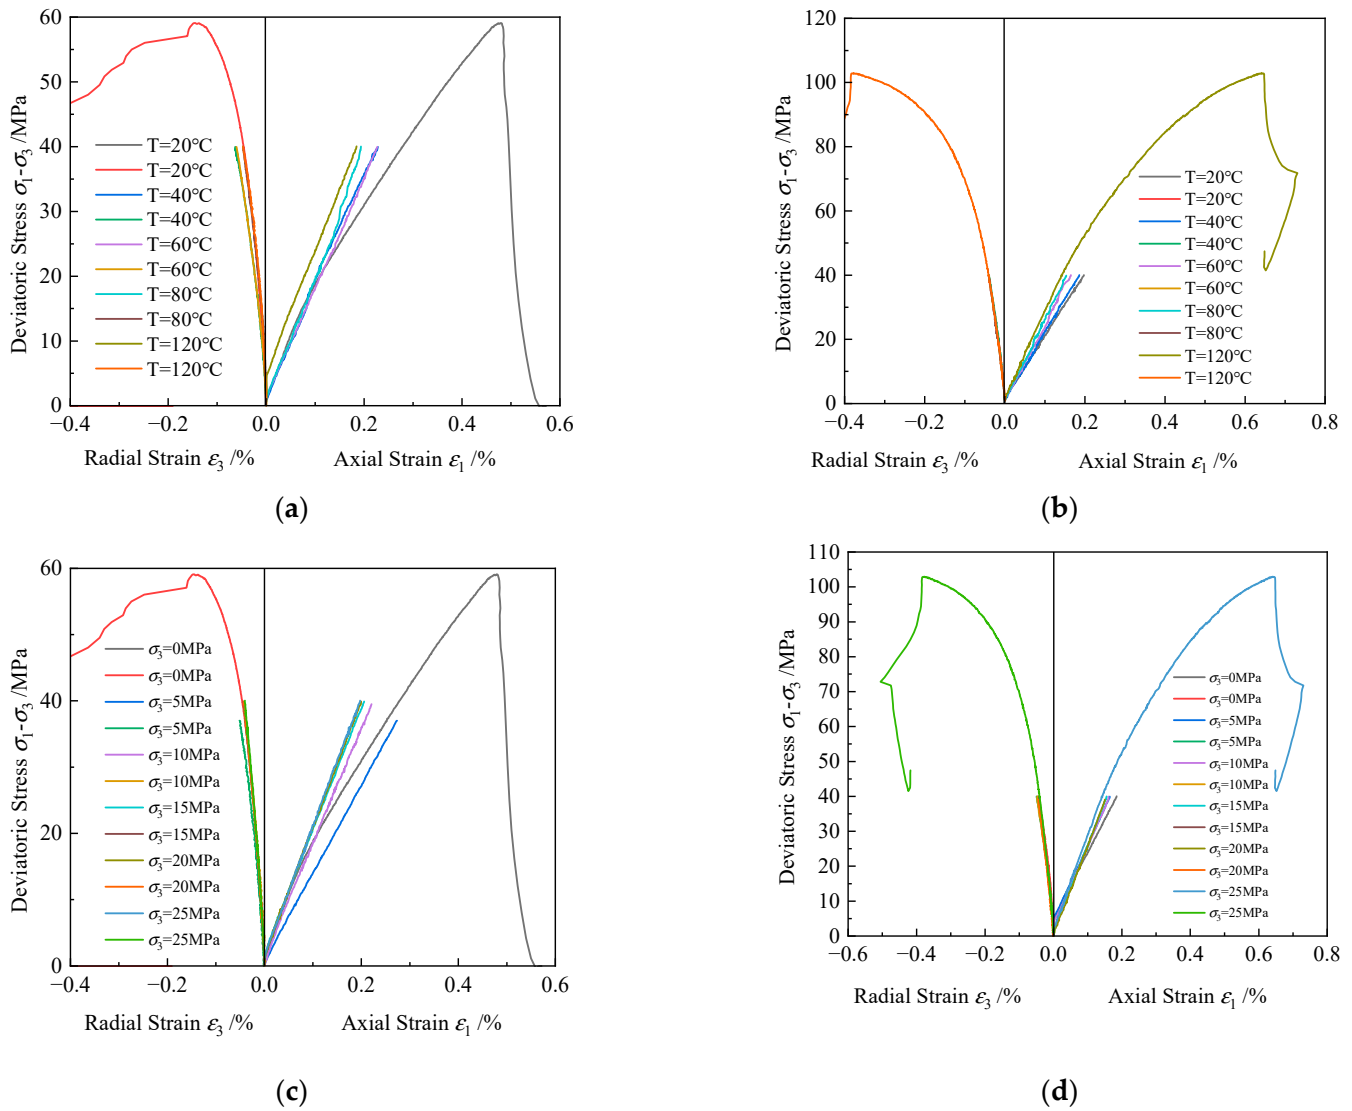 60
50
40
30
20
10
0
Deviatoric Stress σ1-σ3 /MPa
T=20℃
T=20℃
T=40℃
T=40℃
T=60℃
T=60℃
T=80℃
T=80℃
T=120℃
T=120℃
−0.4 −0.2 0.0 0.2 0.4 0.6
Radial Strain ε3 /% Axial Strain ε1 /%
(a)
120
100
80
60
40
20
0
Deviatoric Stress σ1-σ3 /MPa
T=20℃
T=20℃
T=40℃
T=40℃
T=60℃
T=60℃
T=80℃
T=80℃
T=120℃
T=120℃
−0.4 −0.2 0.0 0.2 0.4 0.6 0.8
Radial Strain ε3 /% Axial Strain ε1 /%
(b)
60
40
20
0
Deviatoric Stress σ1-σ3 /MPa
σ3=0MPa
σ3=0MPa
σ3=5MPa
σ3=5MPa
σ3=10MPa
σ3=10MPa
σ3=15MPa
σ3=15MPa
σ3=20MPa
σ3=20MPa
σ3=25MPa
σ3=25MPa
−0.4 −0.2 0.0 0.2 0.4 0.6
Radial Strain ε3 /% Axial Strain ε1 /%
(c)
110
100
90
80
70
60
50
40
30
20
10
0
Deviatoric Stress σ1-σ3 /MPa
σ3=0MPa
σ3=0MPa
σ3=5MPa
σ3=5MPa
σ3=10MPa
σ3=10MPa
σ3=15MPa
σ3=15MPa
σ3=20MPa
σ3=20MPa
σ3=25MPa
σ3=25MPa
−0.6 −0.4 −0.2 0.0 0.2 0.4 0.6 0.8
Radial Strain ε3 /% Axial Strain ε1 /%
(d)